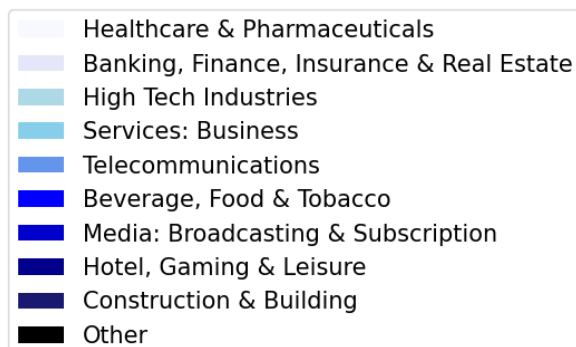 Healthcare & Pharmaceuticals
Banking, Finance, Insurance & Real Estate
High Tech Industries
Services: Business
Telecommunications
Beverage, Food & Tobacco
Media: Broadcasting & Subscription
Hotel, Gaming & Leisure
Construction & Building
Other